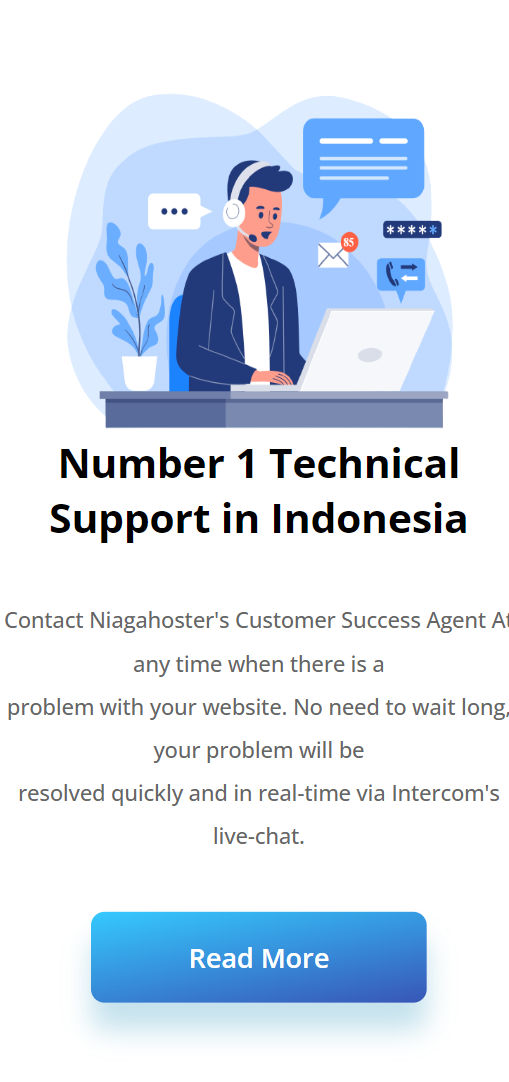 85
*****
Number 1 Technical
Support in Indonesia
Contact Niagahoster's Customer Success Agent At
any time when there is a
problem with your website. No need to wait long,
your problem will be
resolved quickly and in real-time via Intercom's
live-chat.
Read More